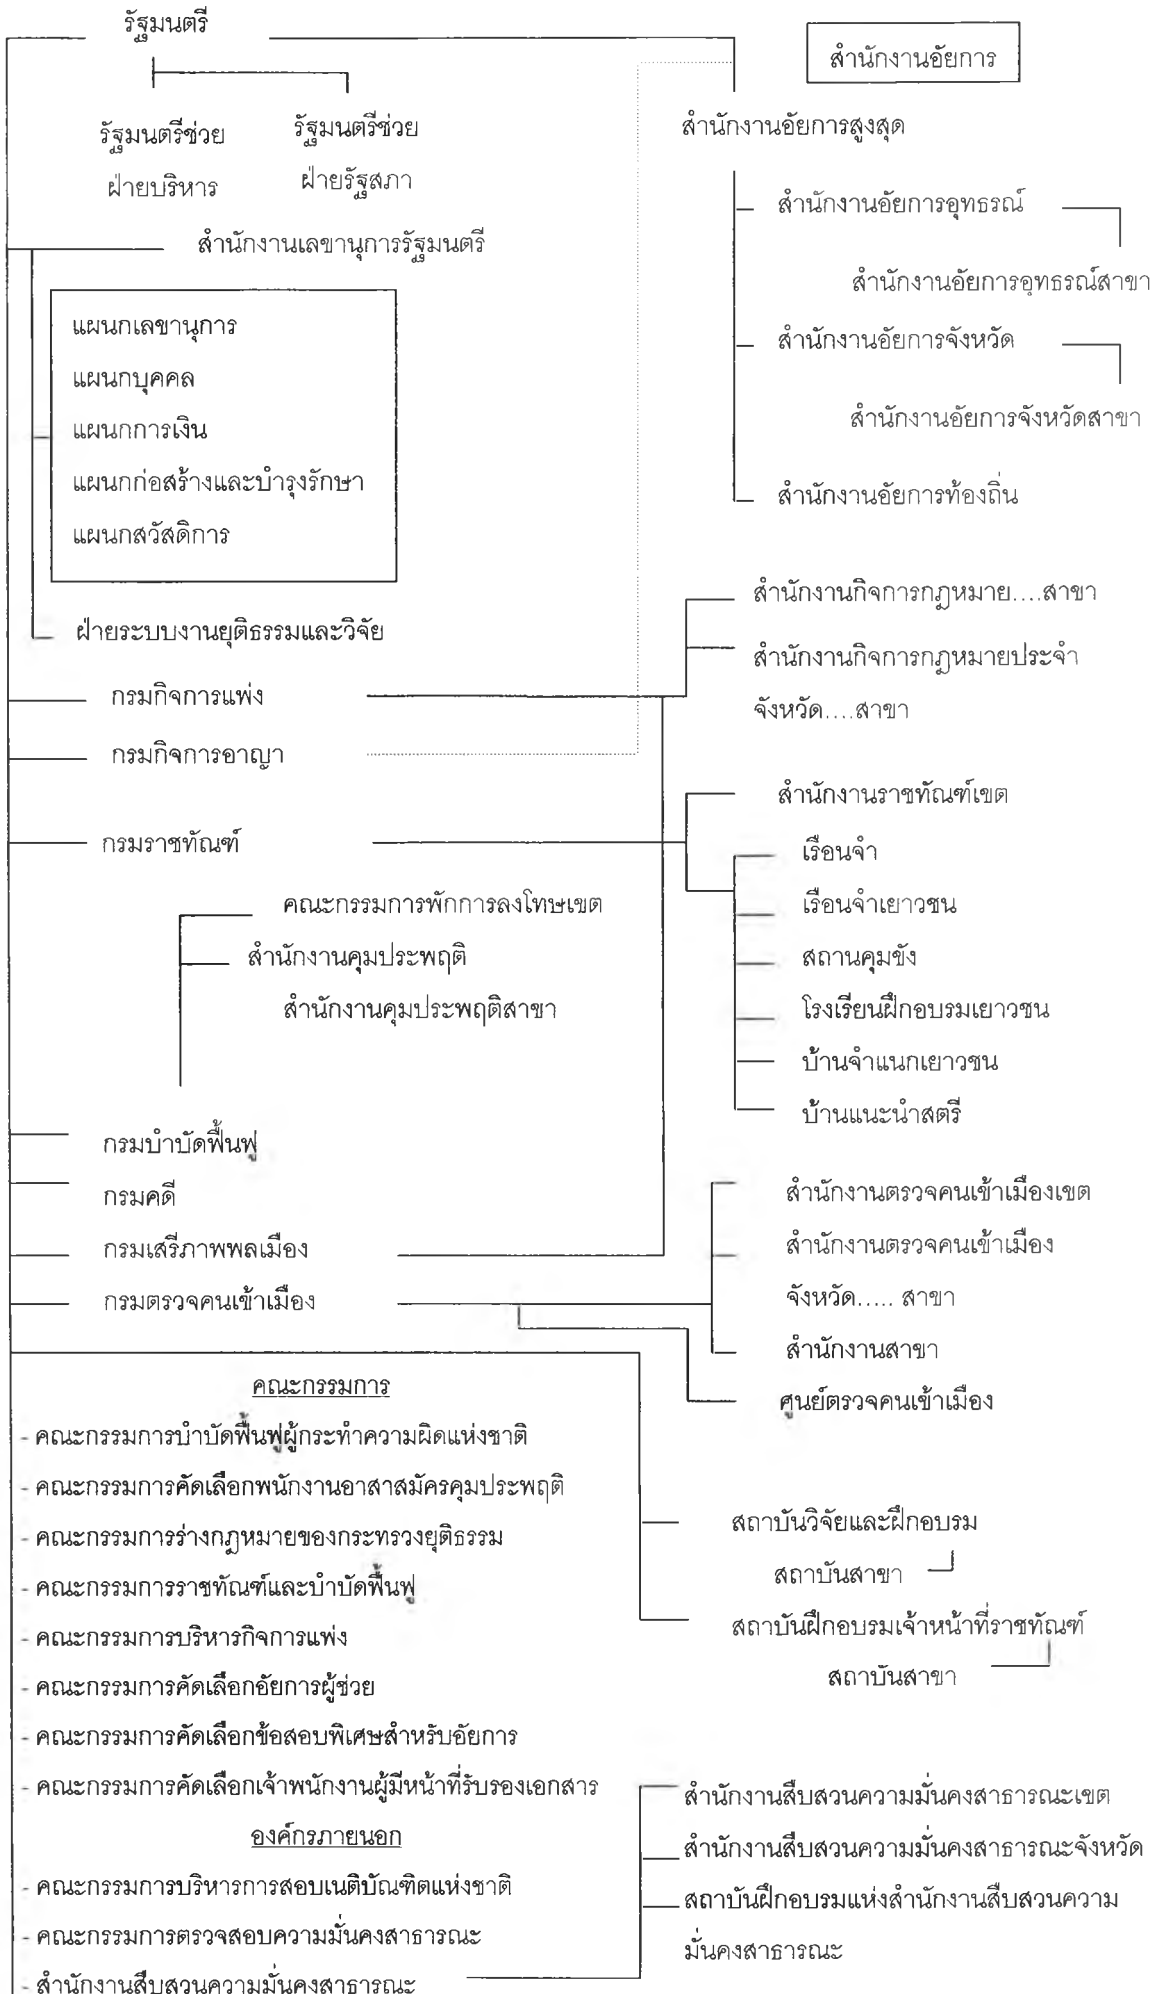 รัฐมนตรี
สำนักงานอัยการ
รัฐมนตรีช่วย
ฝ่ายบริหาร
รัฐมนตรีช่วย
ฝ่ายรัฐสภา
สำนักงานเลขานุการรัฐมนตรี
แผนกเลขานุการ
แผนกบุคคล
แผนกการเงิน
แผนกก่อสร้างและบำรุงรักษา
แผนกสวัสดิการ
ฝ่ายระบบงานยุติธรรมและวิจัย
สำนักงานอัยการสูงสุด
สำนักงานอัยการอุทธรณ์
สำนักงานอัยการอุทธรณ์สาขา
สำนักงานอัยการจังหวัด
สำนักงานอัยการจังหวัดสาขา
สำนักงานอัยการท้องถิ่น
กรมกิจการแพ่ง
สำนักงานกิจการกฎหมาย....สาขา
สำนักงานกิจการกฎหมายประจำ
จังหวัด....สาขา
กรมกิจการอาญา
กรมราชทัณฑ์
สำนักงานราชทัณฑ์เขต
เรือนจำ
เรือนจำเยาวชน
สถานคุมขัง
โรงเรียนฝึกอบรมเยาวชน
บ้านจำแนกเยาวชน
บ้านแนะนำสตรี
คณะกรรมการพักการลงโทษเขต
สำนักงานคุมประพฤติ
สำนักงานคุมประพฤติสาขา
กรมบำบัดฟื้นฟู
กรมคดี
กรมเสรีภาพพลเมือง
กรมตรวจคนเข้าเมือง
สำนักงานตรวจคนเข้าเมืองเขต
สำนักงานตรวจคนเข้าเมือง
จังหวัด..... สาขา
สำนักงานสาขา
ศูนย์ตรวจคนเข้าเมือง
คณะกรรมการ
- คณะกรรมการบำบัดฟื้นฟูผู้กระทำความผิดแห่งชาติ
- คณะกรรมการคัดเลือกพนักงานอาสาสมัครคุมประพฤติ
- คณะกรรมการร่างกฎหมายของกระทรวงยุติธรรม
- คณะกรรมการราชทัณฑ์และบำบัดฟื้นฟู
- คณะกรรมการบริหารกิจการแพ่ง
- คณะกรรมการคัดเลือกอัยการผู้ช่วย
- คณะกรรมการคัดเลือกข้อสอบพิเศษสำหรับอัยการ
- คณะกรรมการคัดเลือกเจ้าพนักงานผู้มีหน้าที่รับรองเอกสาร
สถาบันวิจัยและฝึกอบรม
สถาบันสาขา
สถาบันฝึกอบรมเจ้าหน้าที่ราชทัณฑ์
สถาบันสาขา
องค์กรภายนอก
- คณะกรรมการบริหารการสอบเนติบัณฑิตแห่งชาติ
- คณะกรรมการตรวจสอบความมั่นคงสาธารณะ
- สำนักงานสืบสวนความมั่นคงสาธารณะ
สำนักงานสืบสวนความมั่นคงสาธารณะเขต
สำนักงานสืบสวนความมั่นคงสาธารณะจังหวัด
สถาบันฝึกอบรมแห่งสำนักงานสืบสวนความ
มั่นคงสาธารณะ